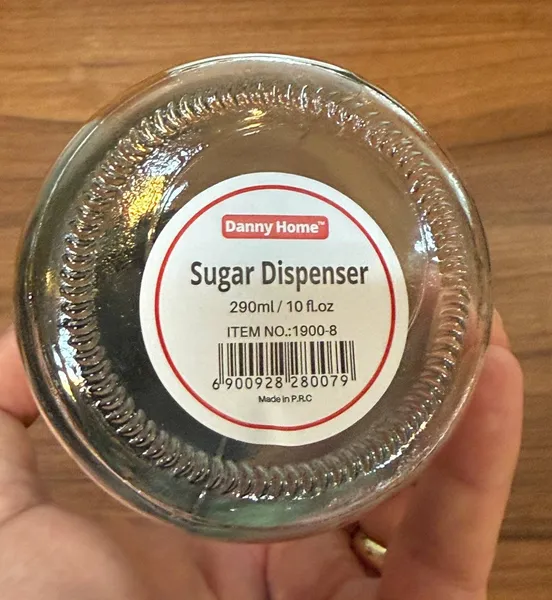 Danny Home™
Sugar Dispenser
290ml / 10 fl.oz
ITEM NO.:1900-8
6 900928 280079
Made in P.R.C